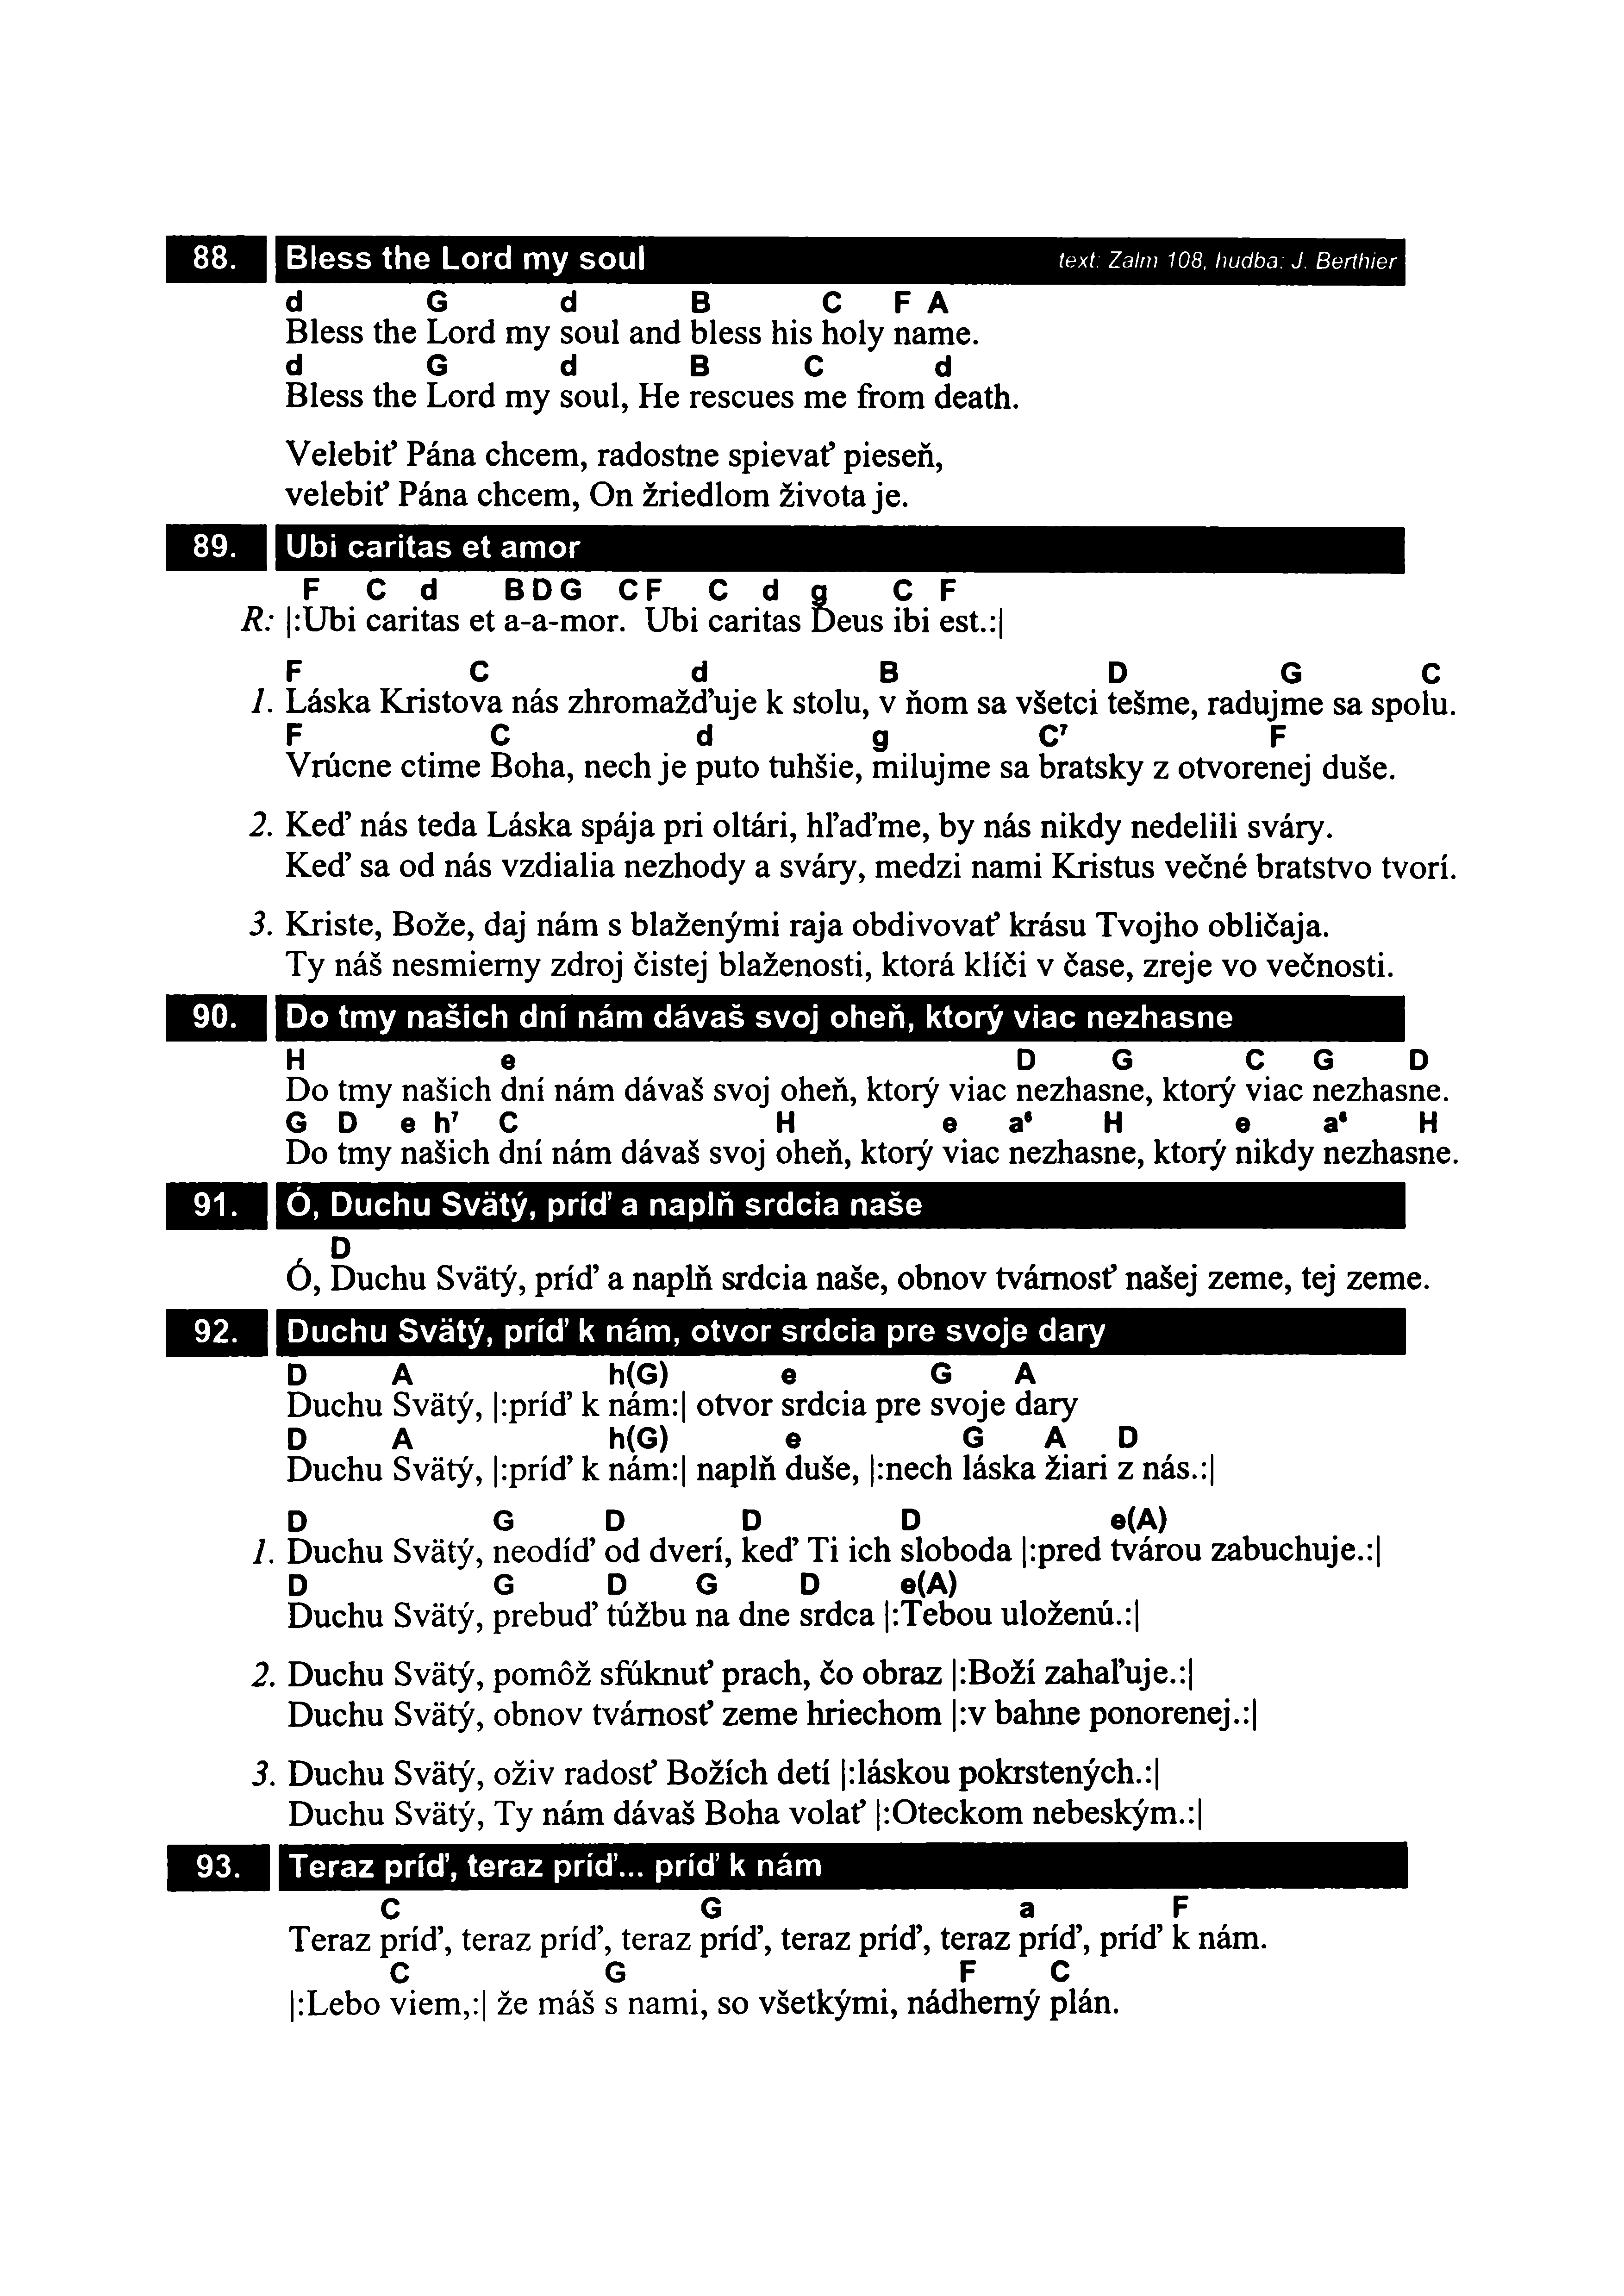 88. Bless the Lord my soul text: Zalm 108, hudba: J. Berthier
d G d B C F A
Bless the Lord my soul and bless his holy name.
d G d B C d
Bless the Lord my soul, He rescues me from death.
Velebiť Pána chcem, radostne spievať pieseň,
velebiť Pána chcem, On žriedlom života je.
89. Ubi caritas et amor
F C d B D G C F C d g C F
R: |:Ubi caritas et a-a-mor. Ubi caritas Deus ibi est.:|
F C d B D G C
1. Láska Kristova nás zhromažďuje k stolu, v ňom sa všetci tešme, radujme sa spolu.
F C d g C⁷ F
Vrúcne ctime Boha, nech je puto tuhšie, milujme sa bratsky z otvorenej duše.
2. Keď nás teda Láska spája pri oltári, hľaďme, by nás nikdy nedelili sváry.
Keď sa od nás vzdialia nezhody a sváry, medzi nami Kristus večné bratstvo tvorí.
3. Kriste, Bože, daj nám s blaženými raja obdivovať krásu Tvojho obličaja.
Ty náš nesmierny zdroj čistej blaženosti, ktorá klíči v čase, zreje vo večnosti.
90. Do tmy našich dní nám dávaš svoj oheň, ktorý viac nezhasne
H e D G C G D
Do tmy našich dní nám dávaš svoj oheň, ktorý viac nezhasne, ktorý viac nezhasne.
G D e h⁷ C H e a⁶ H e a⁶ H
Do tmy našich dní nám dávaš svoj oheň, ktorý viac nezhasne, ktorý nikdy nezhasne.
91. Ó, Duchu Svätý, príď a naplň srdcia naše
D
Ó, Duchu Svätý, príď a naplň srdcia naše, obnov tvárnosť našej zeme, tej zeme.
92. Duchu Svätý, príď k nám, otvor srdcia pre svoje dary
D A h(G) e G A
Duchu Svätý, |:príď k nám:| otvor srdcia pre svoje dary
D A h(G) e G A D
Duchu Svätý, |:príď k nám:| naplň duše, |:nech láska žiari z nás.:|
D G D D D e(A)
1. Duchu Svätý, neodíď od dverí, keď Ti ich sloboda |:pred tvárou zabuchuje.:|
D G D G D e(A)
Duchu Svätý, prebuď túžbu na dne srdca |:Tebou uloženú.:|
2. Duchu Svätý, pomôž sfúknuť prach, čo obraz |:Boží zahaľuje.:|
Duchu Svätý, obnov tvárnosť zeme hriechom |:v bahne ponorenej.:|
3. Duchu Svätý, oživ radosť Božích detí |:láskou pokrstených.:|
Duchu Svätý, Ty nám dávaš Boha volať |:Oteckom nebeským.:|
93. Teraz príď, teraz príď... príď k nám
C G a F
Teraz príď, teraz príď, teraz príď, teraz príď, teraz príď, príď k nám.
C G F C
|:Lebo viem,:| že máš s nami, so všetkými, nádherný plán.